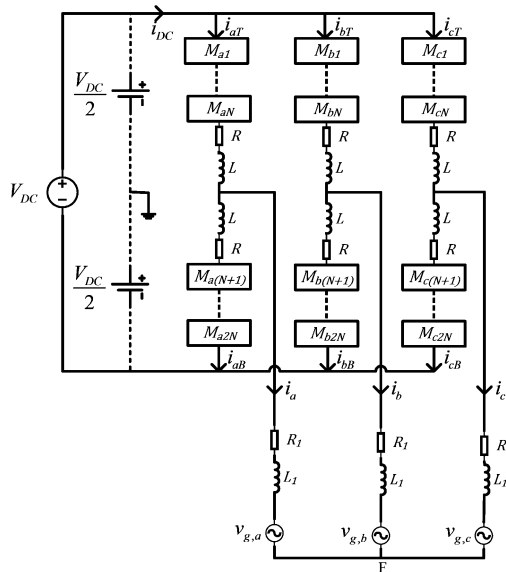 i_DC i_aT i_bT i_cT
M_a1 M_b1 M_c1
V_DC/2 +
M_aN M_bN M_cN
R R R
L L L
V_DC + −
L L L
R R R
V_DC/2 +
M_a(N+1) M_b(N+1) M_c(N+1)
M_a2N M_b2N M_c2N
i_aB i_bB i_cB
i_a i_b i_c
R_1 R_1 R
L_1 L_1 L_1
v_g,a v_g,b v_g,c
F